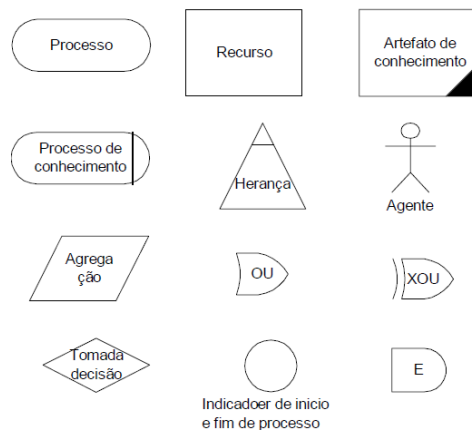 Processo
Recurso
Artefato de
conhecimento
Processo de
conhecimento
Herança
Agente
Agrega
ção
OU
XOU
Tomada
decisão
Indicadoer de inicio
e fim de processo
E